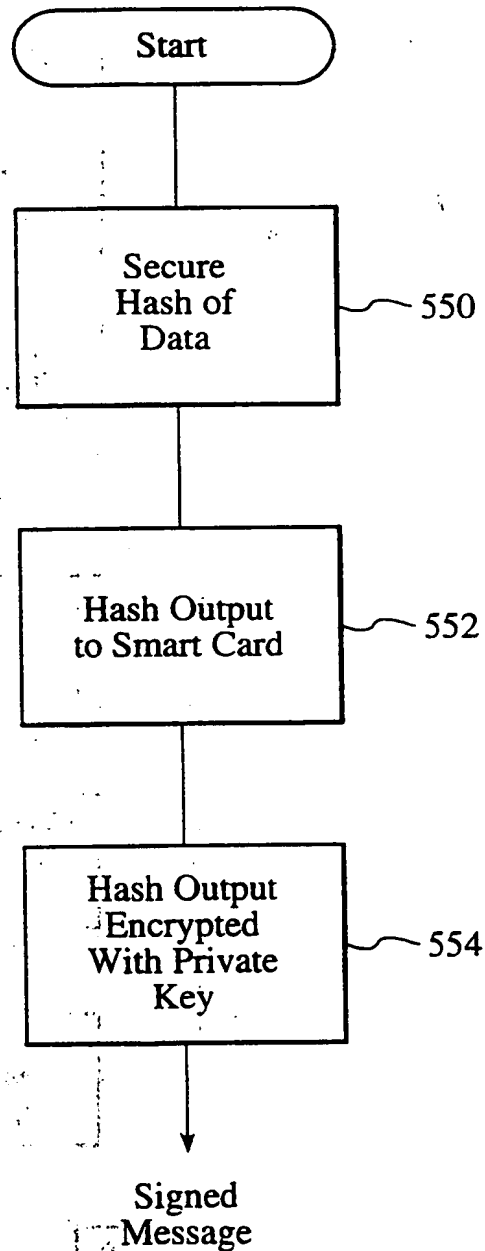 Start
Secure
Hash of
Data
550
Hash Output
to Smart Card
552
Hash Output
Encrypted
With Private
Key
554
Signed
Message